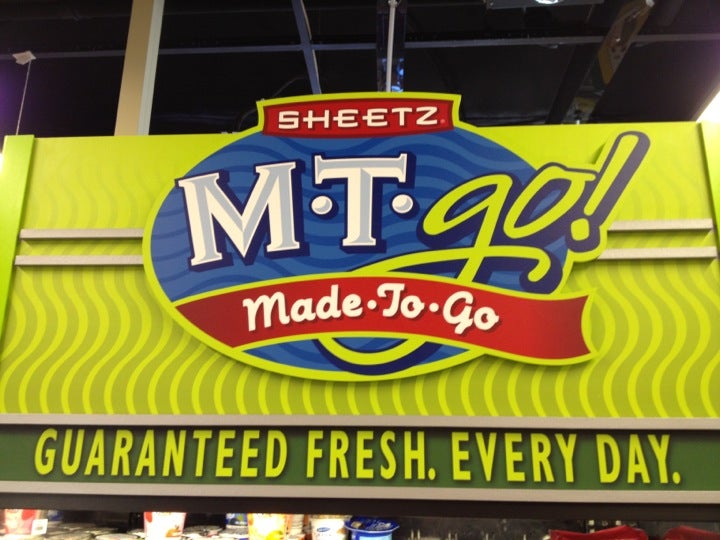 SHEETZ
M·T·go!
Made·To·Go
GUARANTEED FRESH. EVERY DAY.